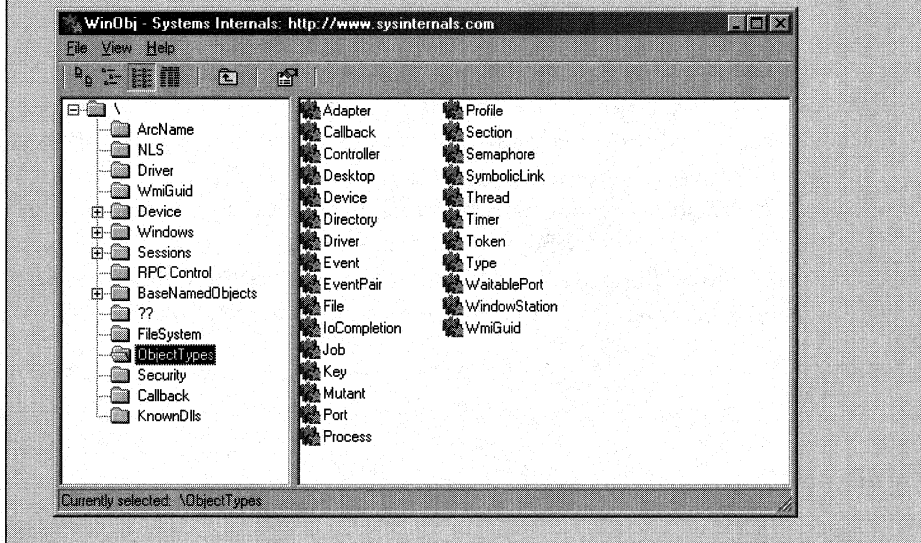 WinObj - Systems Internals: http://www.sysinternals.com
File View Help
\
ArcName
NLS
Driver
WmiGuid
Device
Windows
Sessions
RPC Control
BaseNamedObjects
??
FileSystem
ObjectTypes
Security
Callback
KnownDlls
Adapter
Callback
Controller
Desktop
Device
Directory
Driver
Event
EventPair
File
IoCompletion
Job
Key
Mutant
Port
Process
Profile
Section
Semaphore
SymbolicLink
Thread
Timer
Token
Type
WaitablePort
WindowStation
WmiGuid
Currently selected: \ObjectTypes